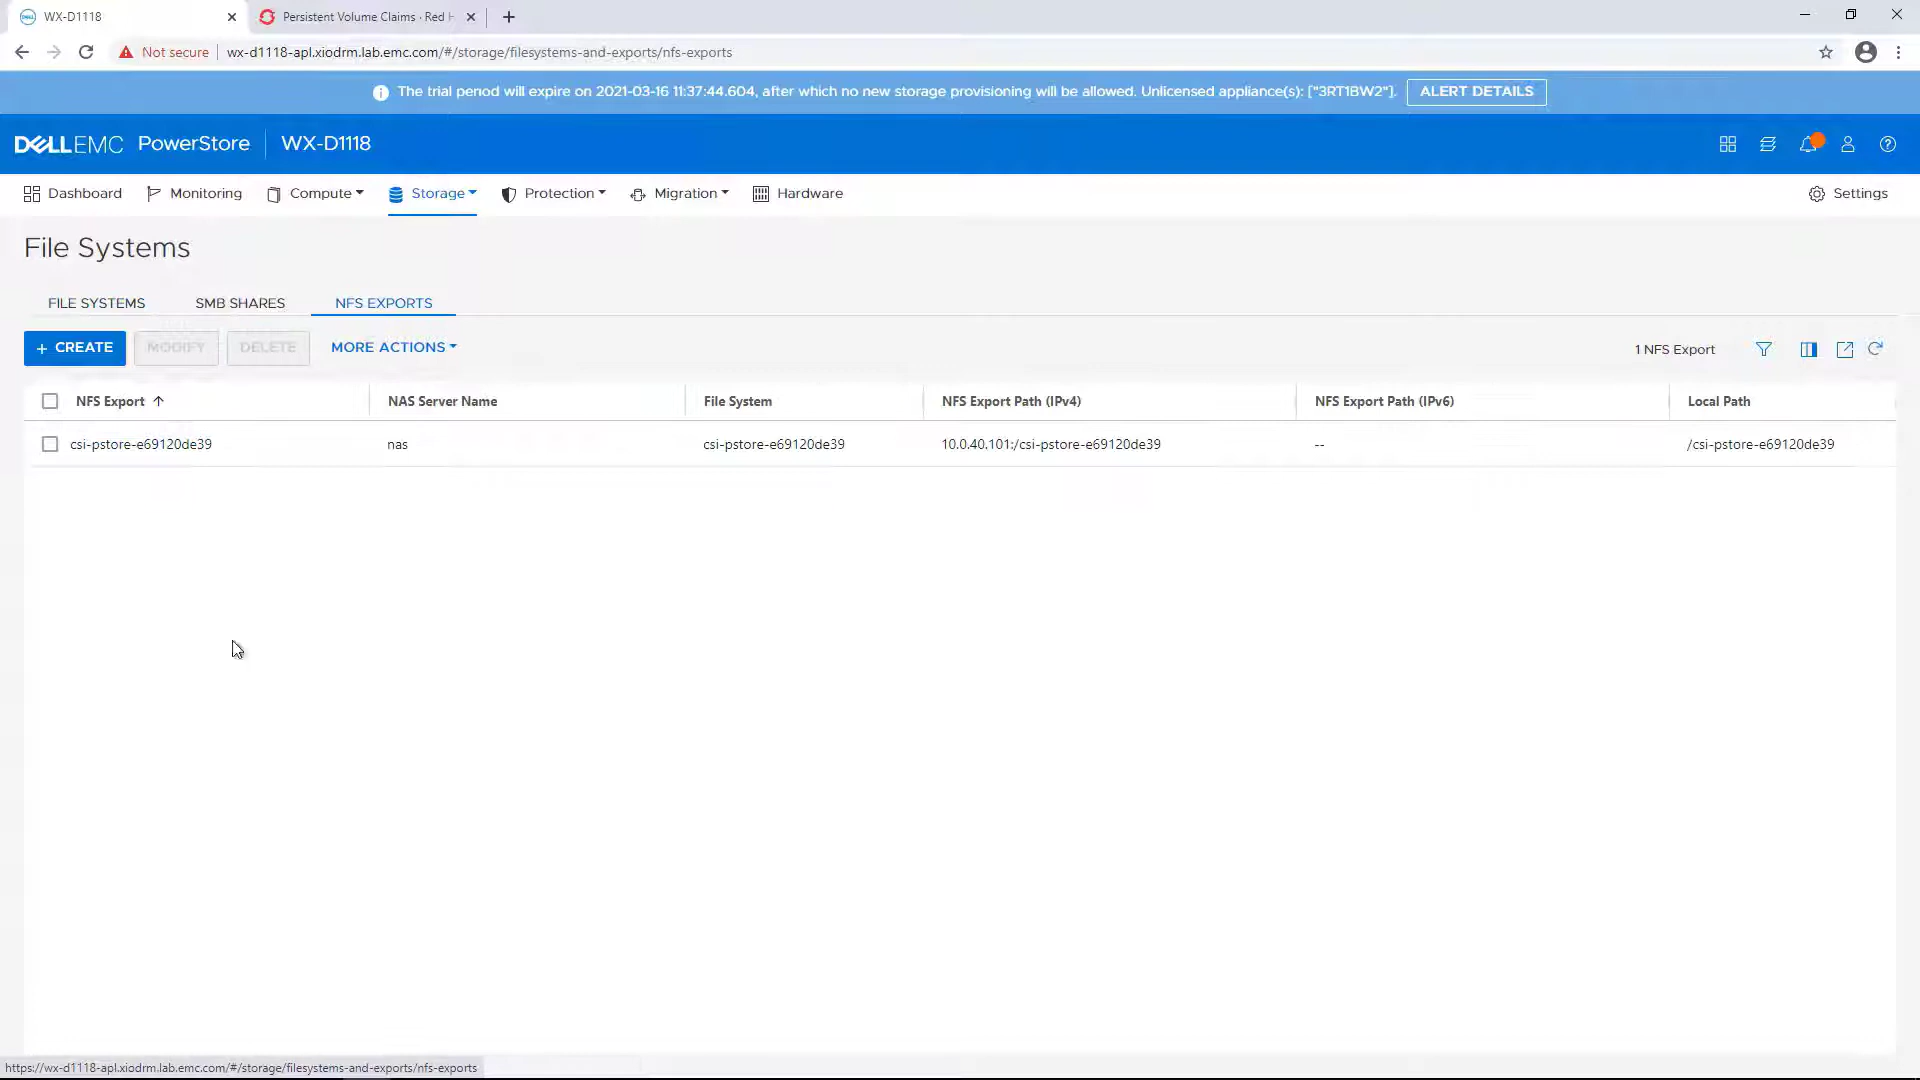 WX-D1118
Persistent Volume Claims · Red H
Not secure
wx-d1118-apl.xiodrm.lab.emc.com/#/storage/filesystems-and-exports/nfs-exports
The trial period will expire on 2021-03-16 11:37:44.604, after which no new storage provisioning will be allowed. Unlicensed appliance(s): ["3RT1BW2"].
ALERT DETAILS
DELLEMC PowerStore WX-D1118
Dashboard
Monitoring
Compute
Storage
Protection
Migration
Hardware
Settings
File Systems
FILE SYSTEMS
SMB SHARES
NFS EXPORTS
+ CREATE
MODIFY
DELETE
MORE ACTIONS
1 NFS Export
NFS Export
NAS Server Name
File System
NFS Export Path (IPv4)
NFS Export Path (IPv6)
Local Path
csi-pstore-e69120de39
nas
csi-pstore-e69120de39
10.0.40.101:/csi-pstore-e69120de39
--
/csi-pstore-e69120de39
https://wx-d1118-apl.xiodrm.lab.emc.com/#/storage/filesystems-and-exports/nfs-exports